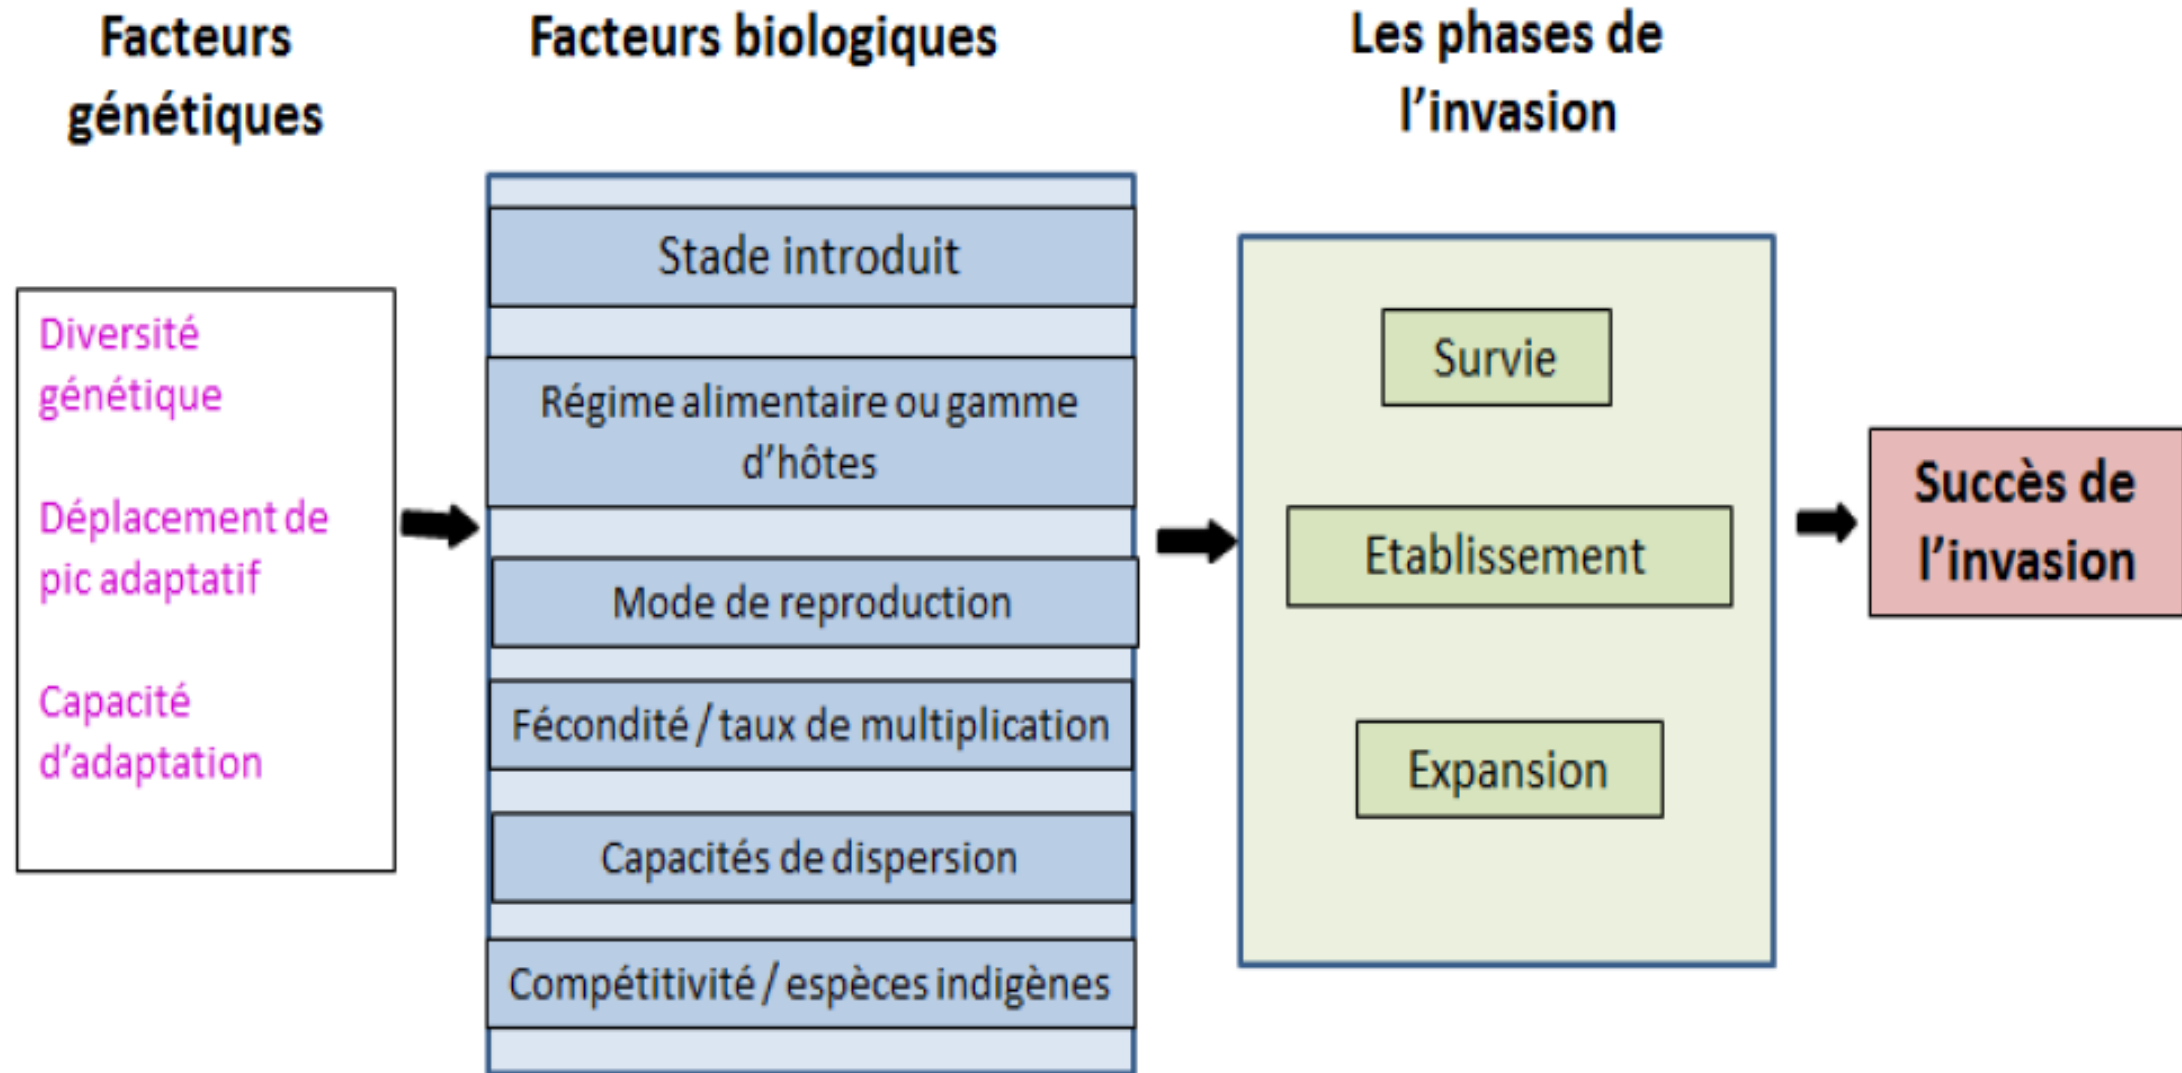 Facteurs
génétiques
Facteurs biologiques
Les phases de
l'invasion
Diversité
génétique
Déplacement de
pic adaptatif
Capacité
d'adaptation
Stade introduit
Régime alimentaire ou gamme
d'hôtes
Mode de reproduction
Fécondité / taux de multiplication
Capacités de dispersion
Compétitivité / espèces indigènes
Survie
Etablissement
Expansion
Succès de
l'invasion